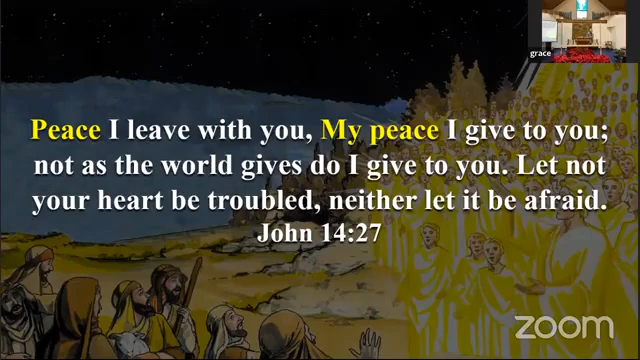 grace
Peace I leave with you, My peace I give to you;
not as the world gives do I give to you. Let not
your heart be troubled, neither let it be afraid.
John 14:27
zoom